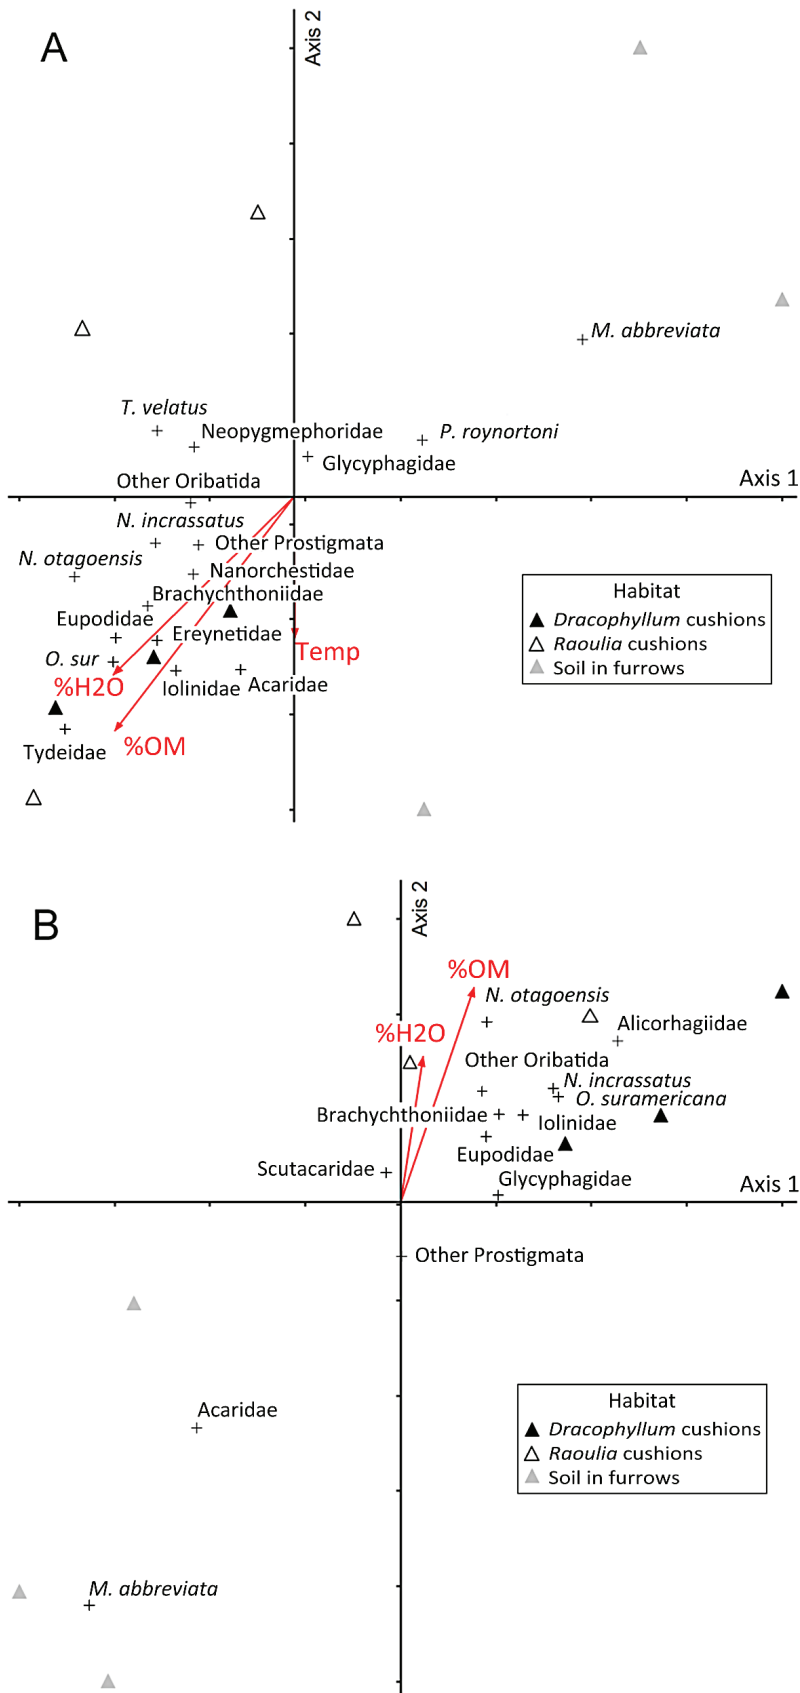 A
Axis 2
M. abbreviata
T. velatus
Neopygmephoridae
P. roynortoni
Glycyphagidae
Axis 1
Other Oribatida
N. incrassatus
Other Prostigmata
N. otagoensis
Nanorchestidae
Brachychthoniidae
Eupodidae
Ereynetidae
Temp
O. sur
%H2O
Iolinidae
Acaridae
%OM
Tydeidae
Habitat
Dracophyllum cushions
Raoulia cushions
Soil in furrows
B
Axis 2
%OM
N. otagoensis
%H2O
Alicorhagiidae
Other Oribatida
N. incrassatus
O. suramericana
Brachychthoniidae
Iolinidae
Eupodidae
Scutacaridae
Glycyphagidae
Axis 1
Other Prostigmata
Acaridae
Habitat
Dracophyllum cushions
Raoulia cushions
Soil in furrows
M. abbreviata